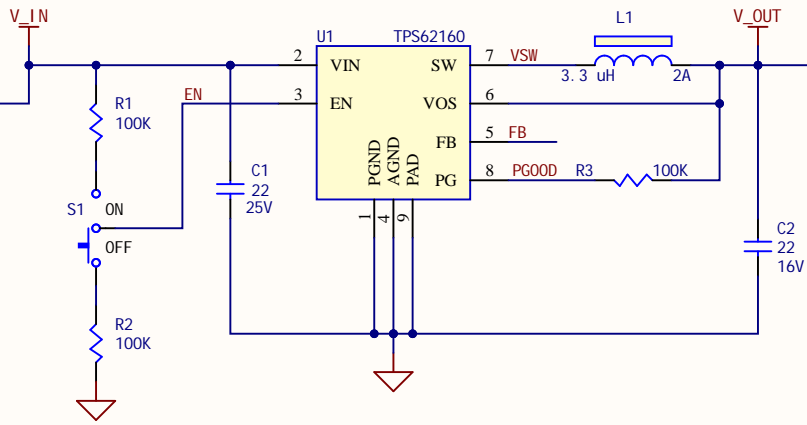 V_IN
U1 TPS62160
L1
V_OUT
2 VIN SW 7 VSW
3.3 uH 2A
R1
100K
EN
3 EN VOS 6
FB 5 FB
PG 8 PGOOD R3 100K
PGND
AGND
PAD
1
4
9
C1
22
25V
S1 ON
OFF
C2
22
16V
R2
100K